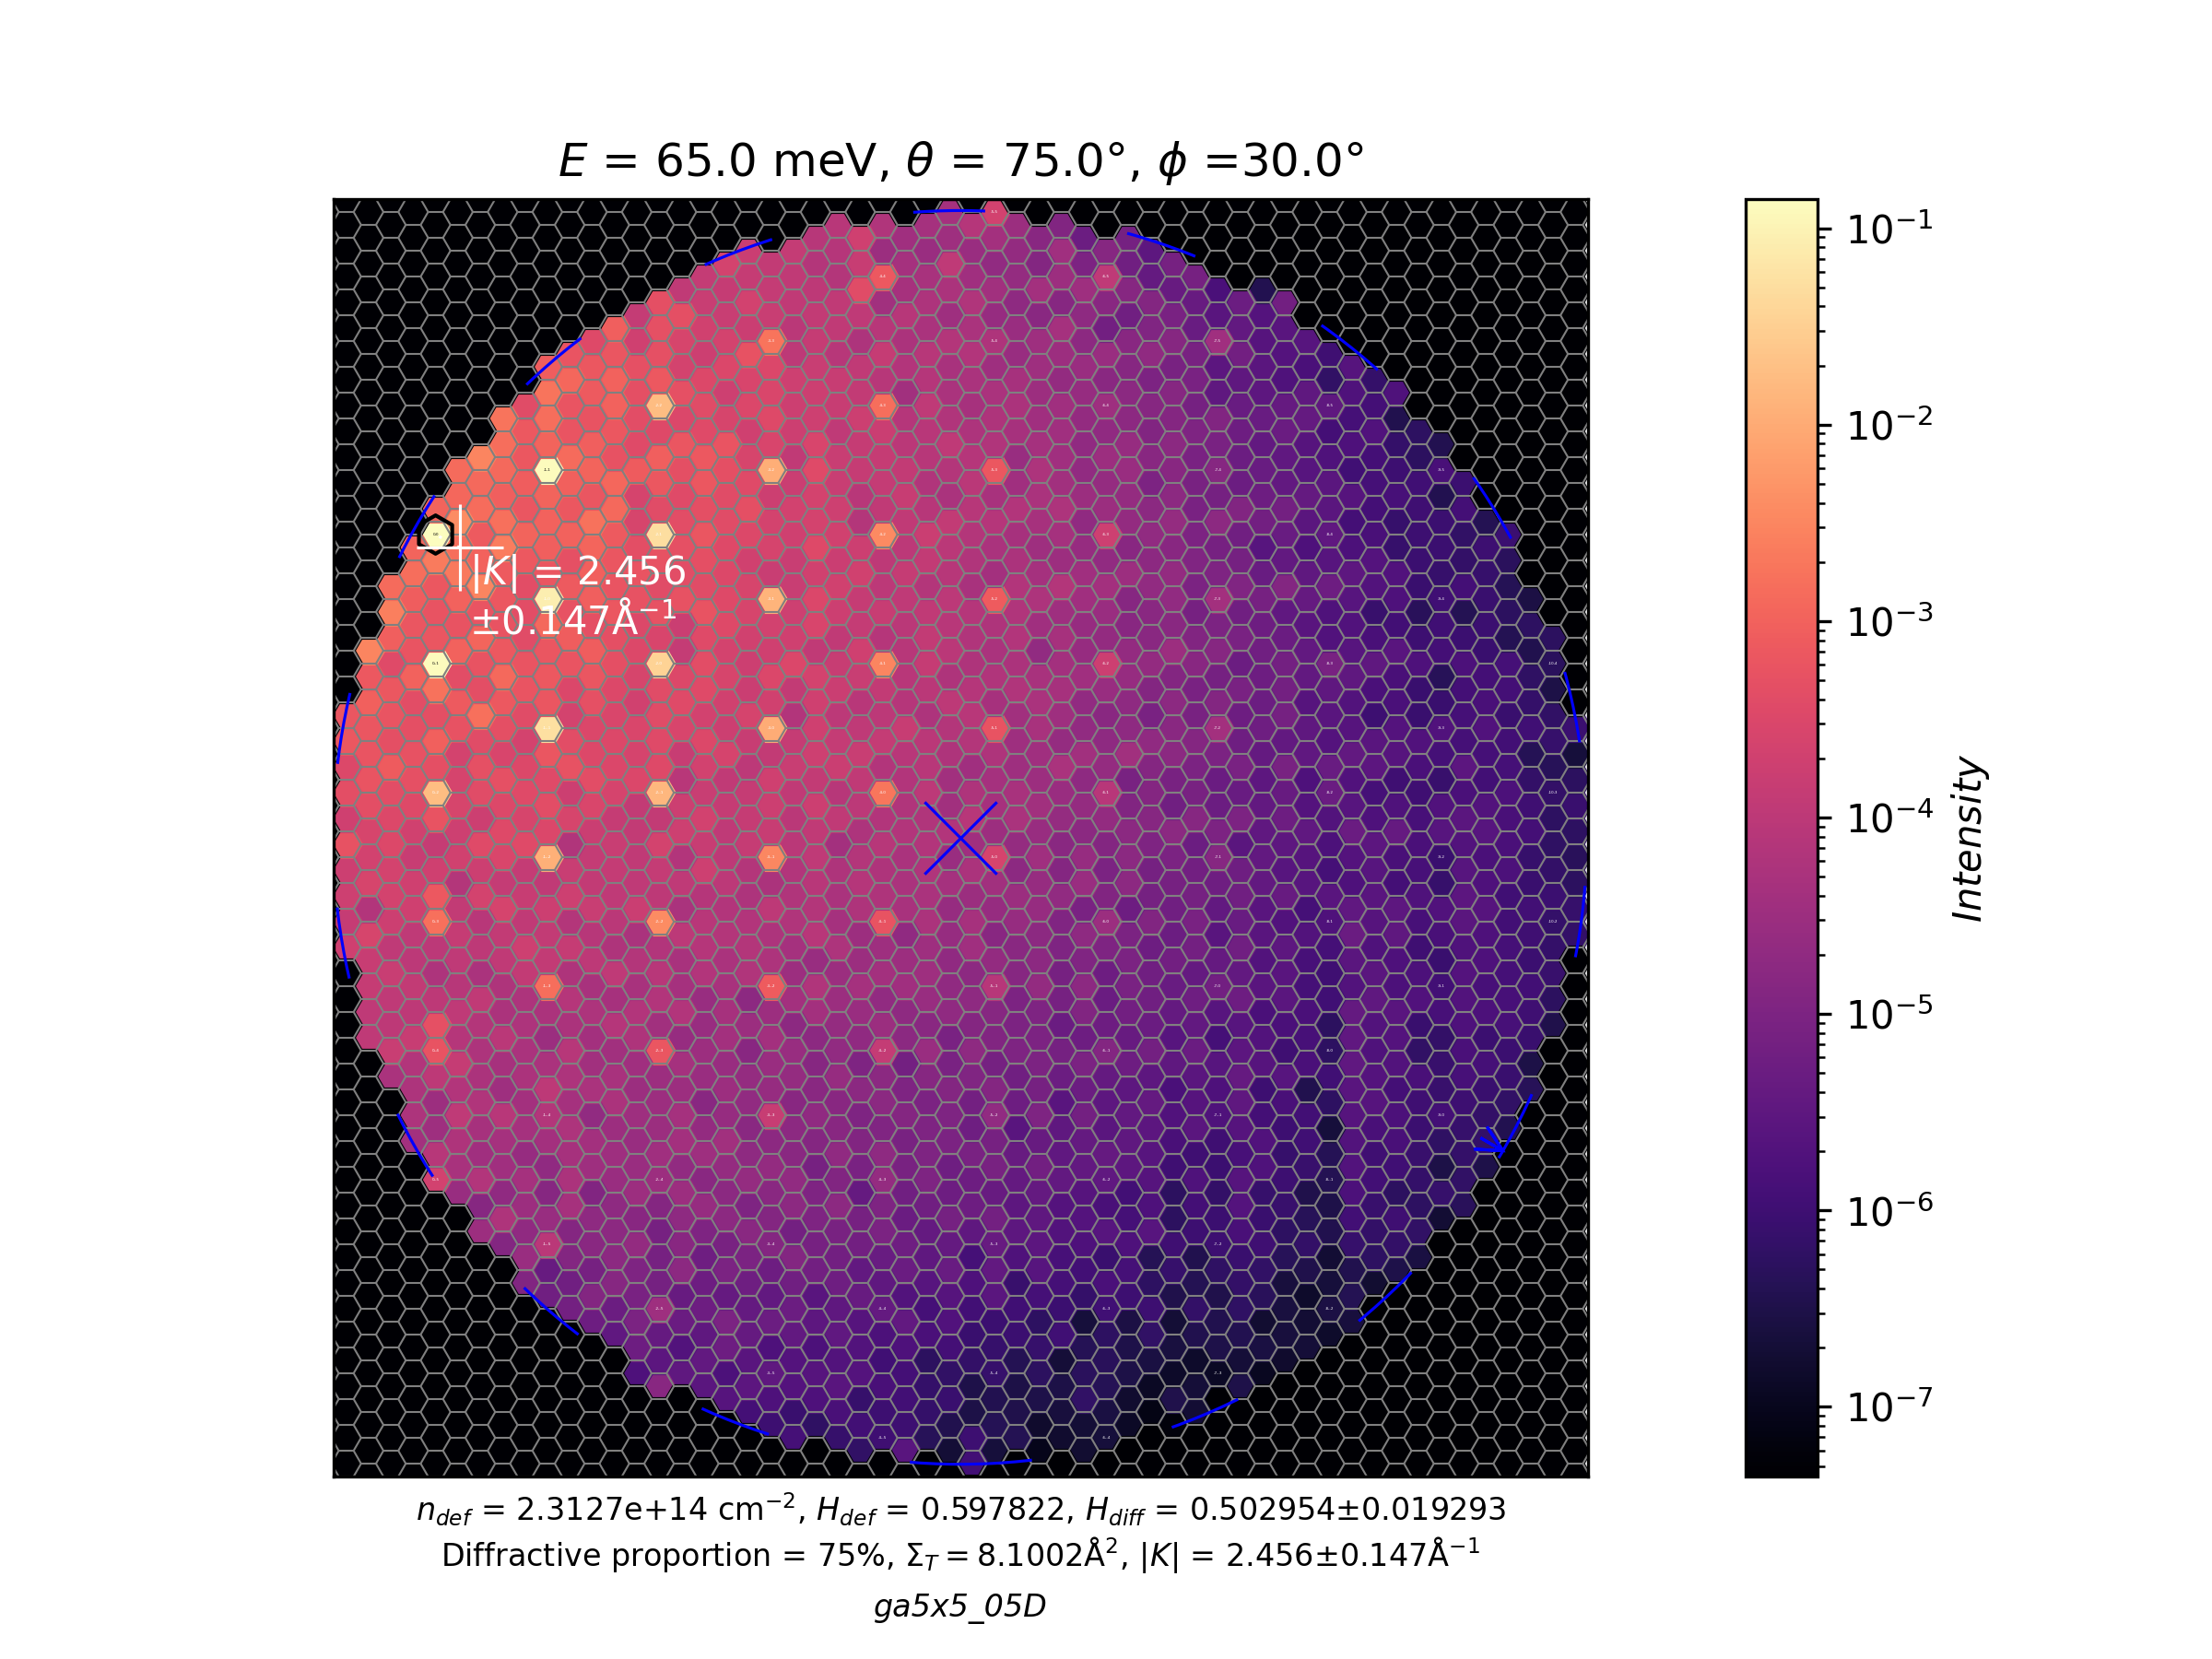 E = 65.0 meV, θ = 75.0°, ϕ =30.0°
|K| = 2.456
±0.147Å⁻¹
10⁻¹
10⁻²
10⁻³
10⁻⁴
10⁻⁵
10⁻⁶
10⁻⁷
Intensity
n_def = 2.3127e+14 cm⁻², H_def = 0.597822, H_diff = 0.502954±0.019293
Diffractive proportion = 75%, Σ_T = 8.1002Å², |K| = 2.456±0.147Å⁻¹
ga5x5_05D